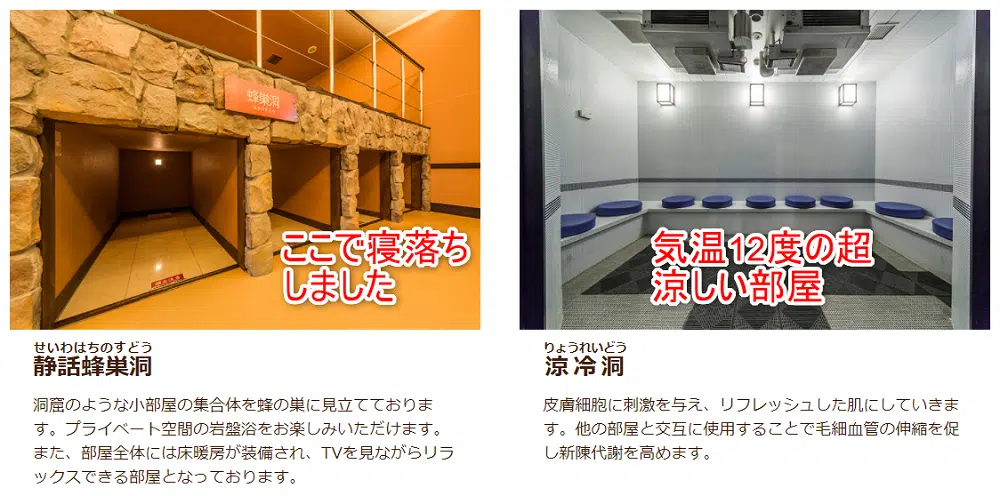 蜂巣洞
ここで寝落ち
しました
せいわはちのすどう
静話蜂巣洞
洞窟のような小部屋の集合体を蜂の巣に見立てておりま
す。プライベート空間の岩盤浴をお楽しみいただけます。
また、部屋全体には床暖房が装備され、TVを見ながらリラ
ックスできる部屋となっております。
気温12度の超
涼しい部屋
りょうれいどう
涼冷洞
皮膚細胞に刺激を与え、リフレッシュした肌にしていきま
す。他の部屋と交互に使用することで毛細血管の伸縮を促
し新陳代謝を高めます。